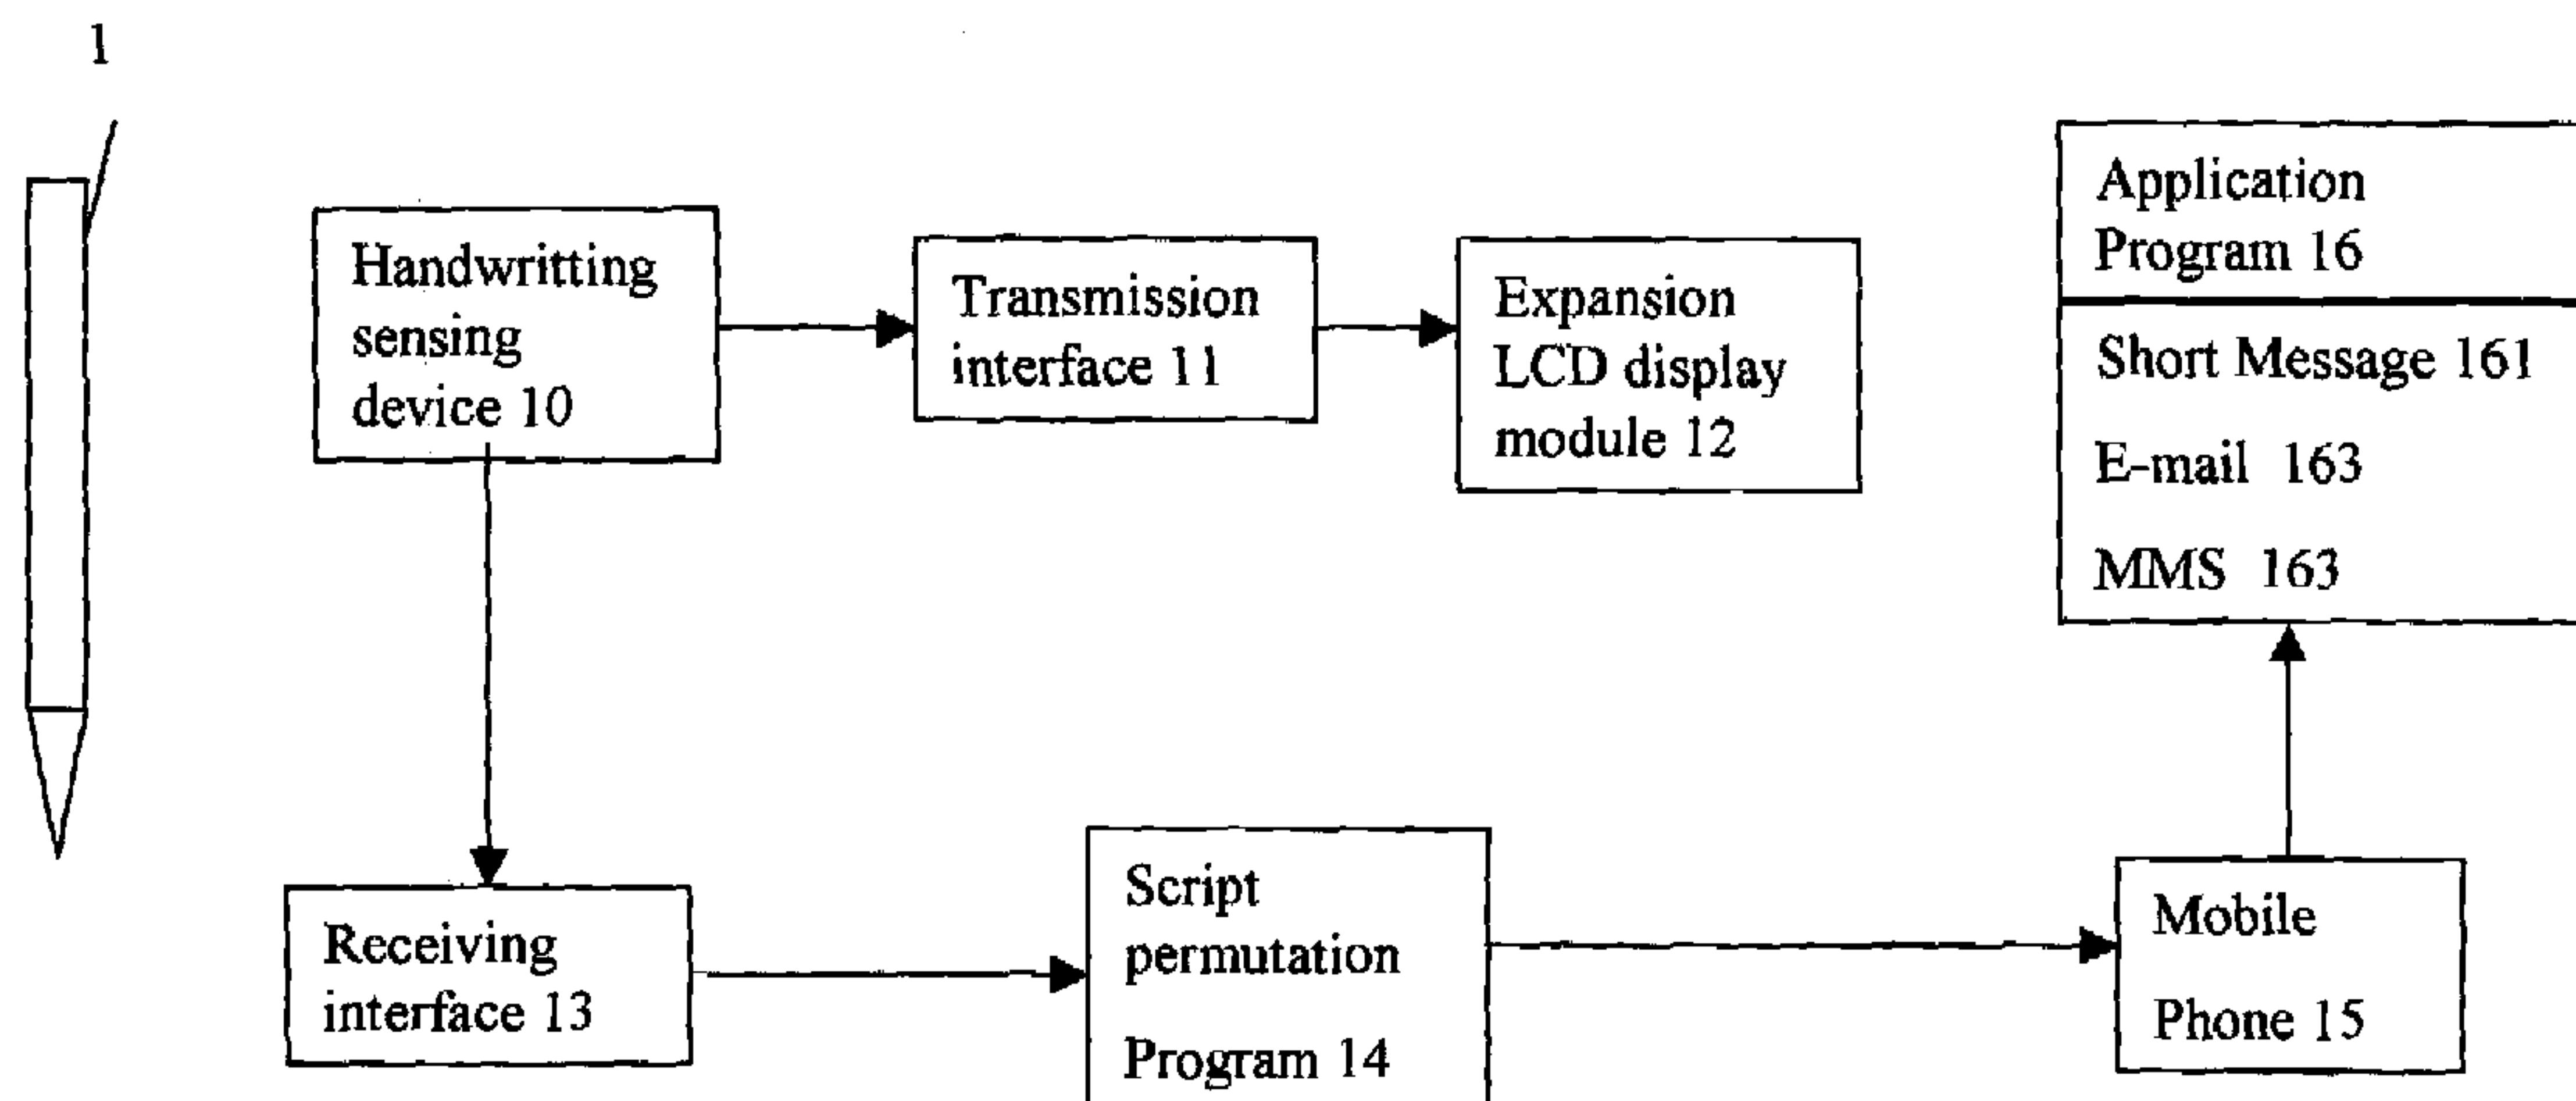 1
Handwritting
sensing
device 10
Transmission
interface 11
Expansion
LCD display
module 12
Application
Program 16
Short Message 161
E-mail 163
MMS 163
Receiving
interface 13
Script
permutation
Program 14
Mobile
Phone 15